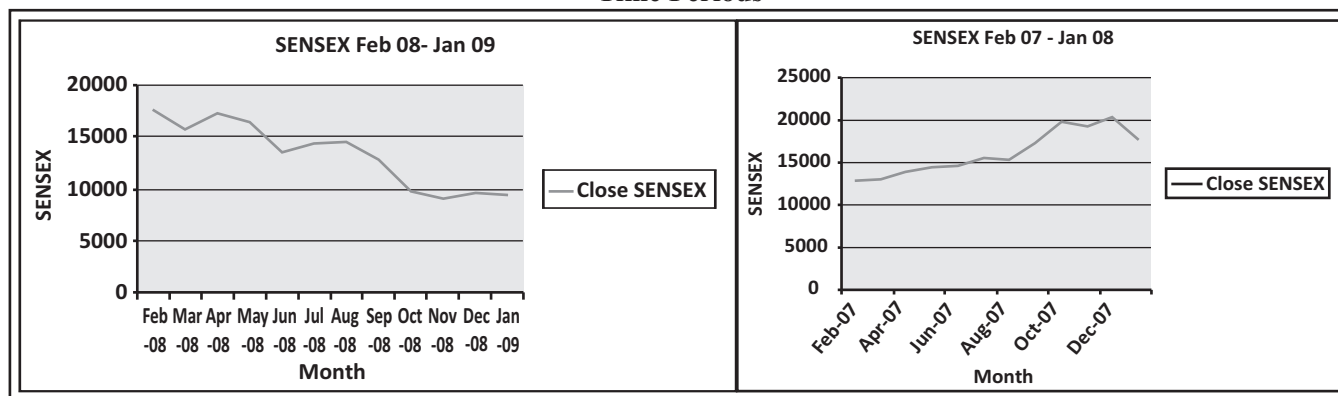 Time Periods
SENSEX Feb 08- Jan 09
20000
15000
10000
5000
0
SENSEX
Feb Mar Apr May Jun Jul Aug Sep Oct Nov Dec Jan
-08 -08 -08 -08 -08 -08 -08 -08 -08 -08 -08 -09
Month
Close SENSEX
SENSEX Feb 07 - Jan 08
25000
20000
15000
10000
5000
0
SENSEX
Feb-07 Apr-07 Jun-07 Aug-07 Oct-07 Dec-07
Month
Close SENSEX